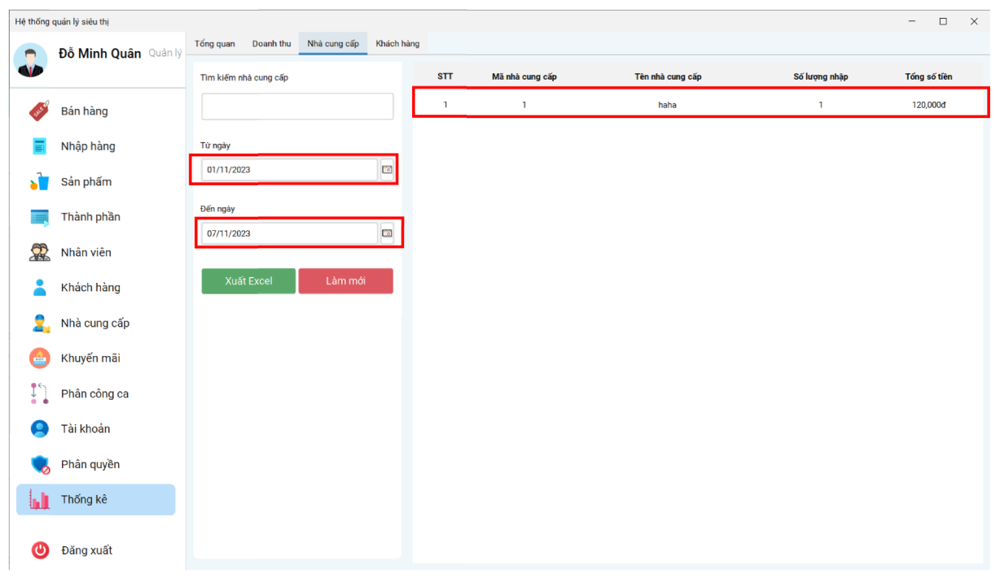 Hệ thống quản lý siêu thị
Đỗ Minh Quân Quản lý
Bán hàng
Nhập hàng
Sản phẩm
Thành phần
Nhân viên
Khách hàng
Nhà cung cấp
Khuyến mãi
Phân công ca
Tài khoản
Phân quyền
Thống kê
Đăng xuất
Tổng quan Doanh thu Nhà cung cấp Khách hàng
Tìm kiếm nhà cung cấp
Từ ngày
01/11/2023
Đến ngày
07/11/2023
Xuất Excel Làm mới
STT Mã nhà cung cấp Tên nhà cung cấp Số lượng nhập Tổng số tiền
1 1 haha 1 120,000đ